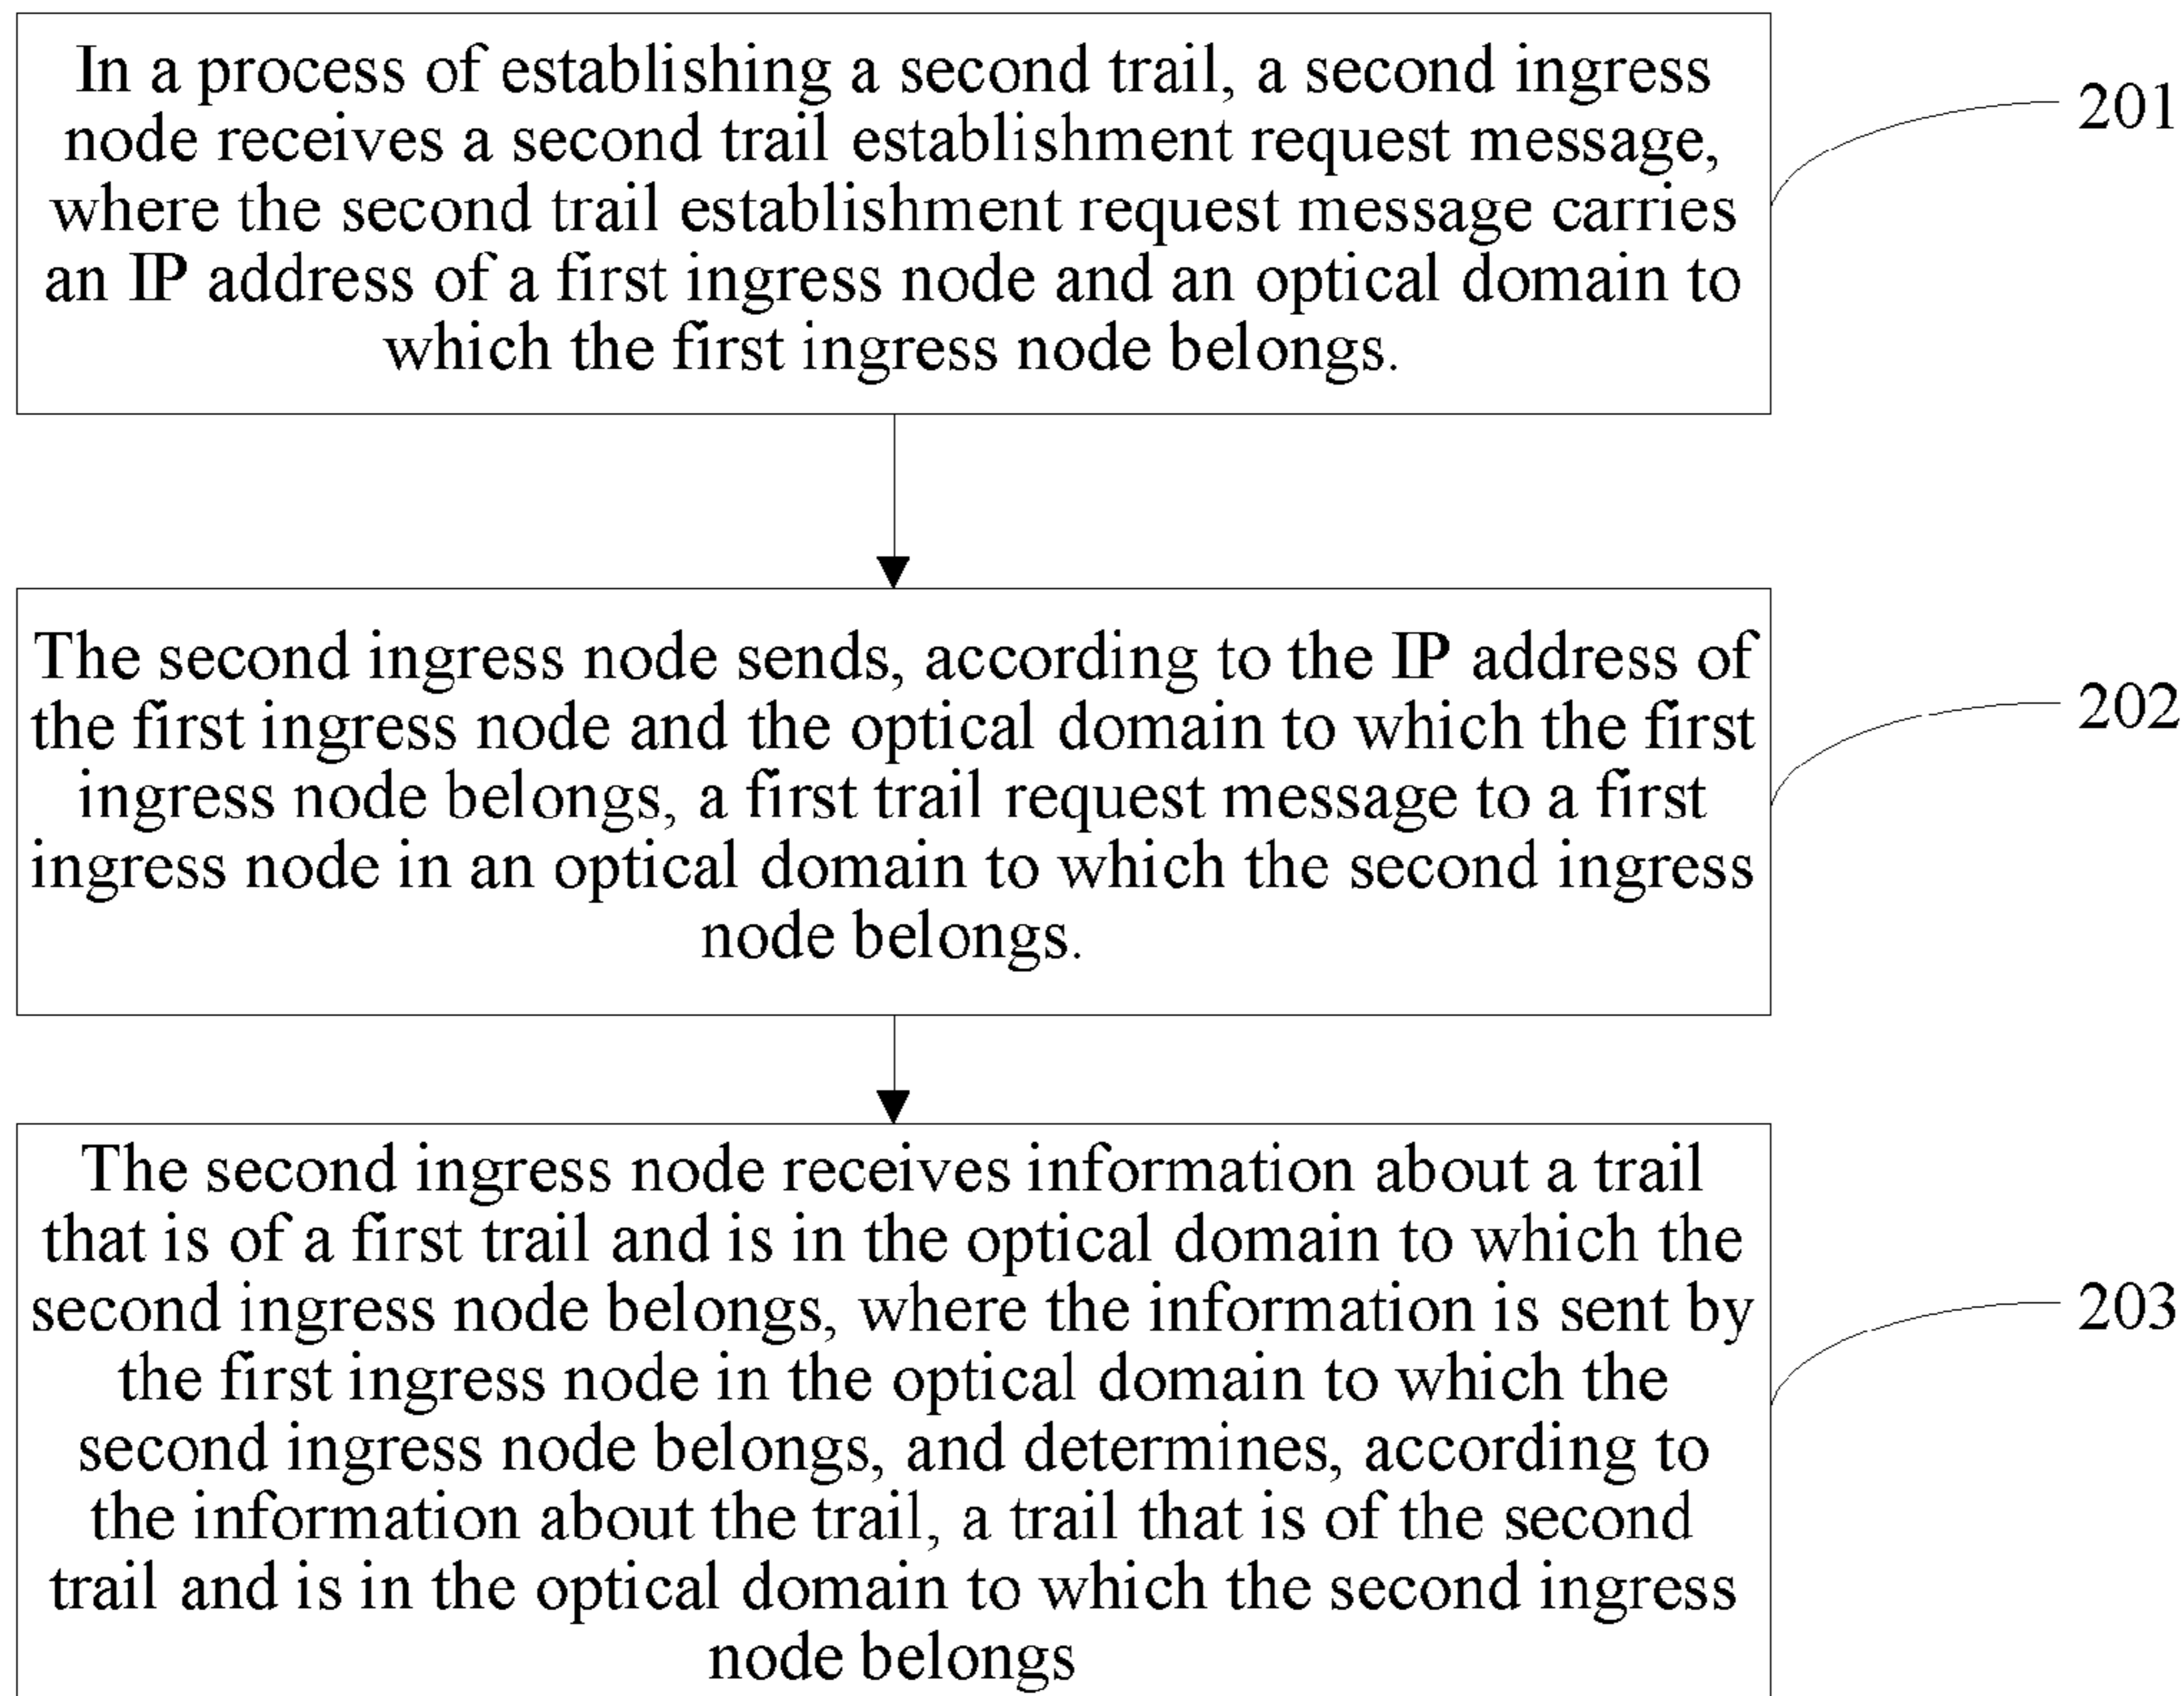 In a process of establishing a second trail, a second ingress
node receives a second trail establishment request message,
where the second trail establishment request message carries
an IP address of a first ingress node and an optical domain to
which the first ingress node belongs.
201
The second ingress node sends, according to the IP address of
the first ingress node and the optical domain to which the first
ingress node belongs, a first trail request message to a first
ingress node in an optical domain to which the second ingress
node belongs.
202
The second ingress node receives information about a trail
that is of a first trail and is in the optical domain to which the
second ingress node belongs, where the information is sent by
the first ingress node in the optical domain to which the
second ingress node belongs, and determines, according to
the information about the trail, a trail that is of the second
trail and is in the optical domain to which the second ingress
node belongs
203